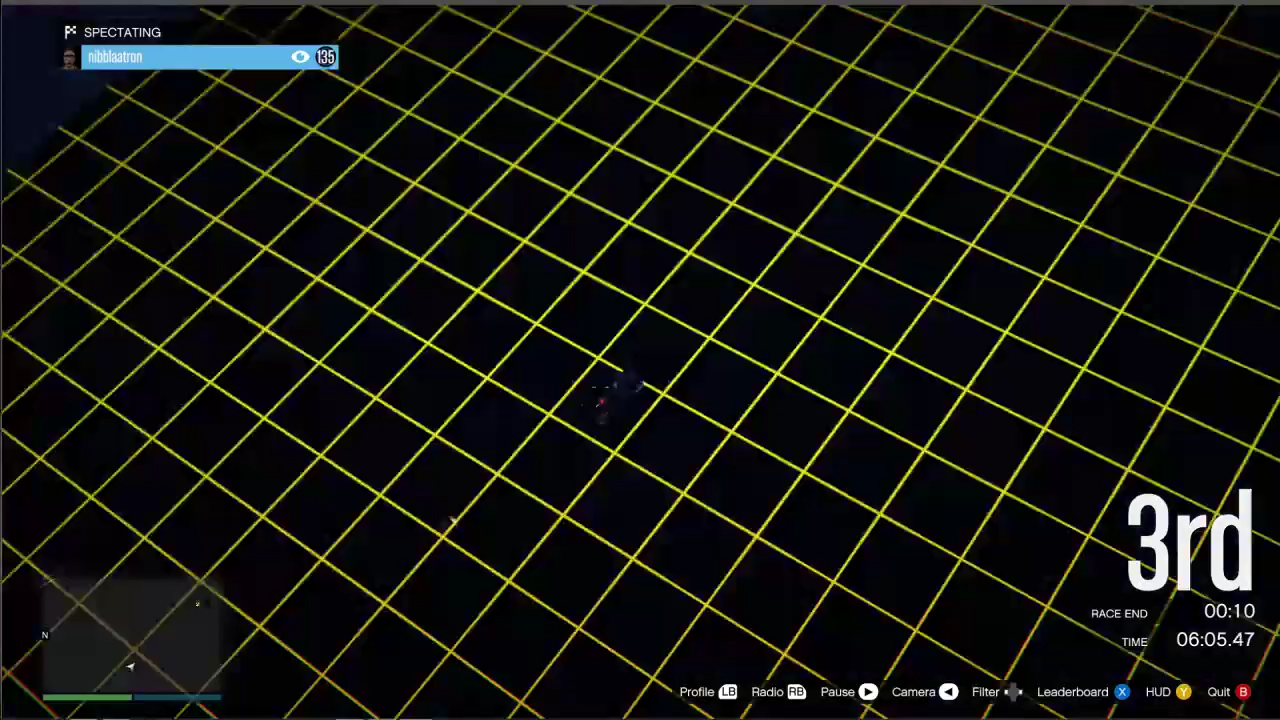 SPECTATING
nibblaatron 135
3rd
RACE END 00:10
TIME 06:05.47
N
Profile LB Radio RB Pause Camera Filter Leaderboard X HUD Y Quit B